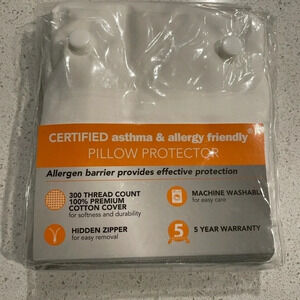 CERTIFIED asthma & allergy friendly®
PILLOW PROTECTOR
Allergen barrier provides effective protection
300 THREAD COUNT
100% PREMIUM
COTTON COVER
for softness and durability
MACHINE WASHABLE
for easy care
HIDDEN ZIPPER
for easy removal
5
5 YEAR WARRANTY